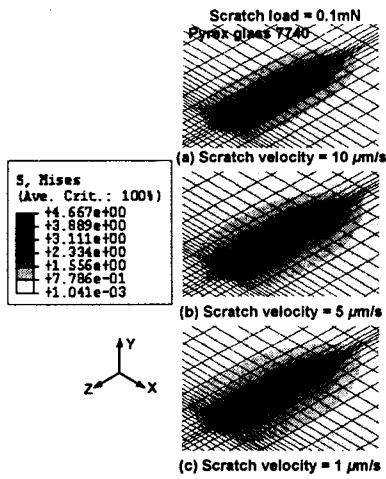 Scratch load = 0.1mN
Pyrex glass 7740
(a) Scratch velocity = 10 µm/s
S, Mises
(Ave. Crit.: 100%)
+4.667e+00
+3.889e+00
+3.111e+00
+2.334e+00
+1.556e+00
+7.786e-01
+1.041e-03
(b) Scratch velocity = 5 µm/s
Y
Z
X
(c) Scratch velocity = 1 µm/s